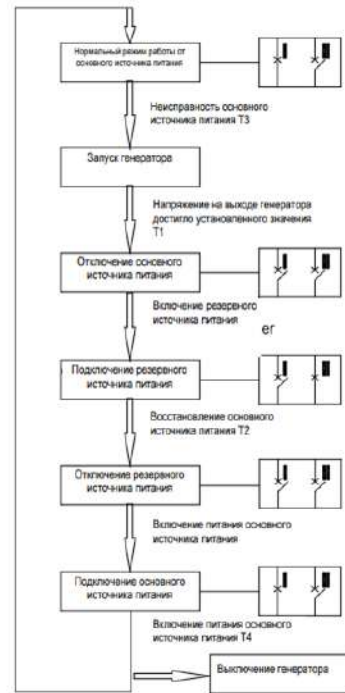 Нормальный режим работы от
основного источника питания
Неисправность основного
источника питания Т3
Запуск генератора
Напряжение на выходе генератора
достигло установленного значения
Т1
Отключение основного
источника питания
Включение резервного
источника питания
er
Подключение резервного
источника питания
Восстановление основного
источника питания Т2
Отключение резервного
источника питания
Включение питания основного
источника питания
Подключение основного
источника питания
Включение питания основного
источника питания Т4
Выключение генератора